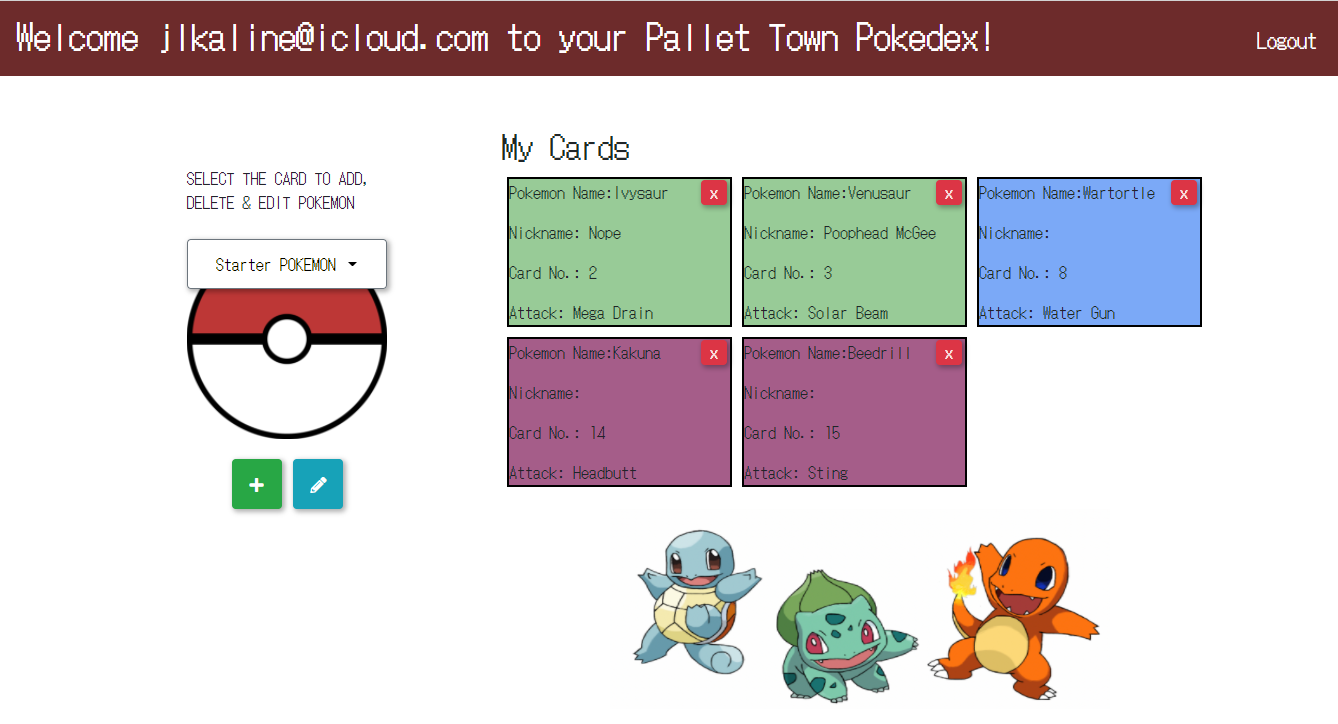 Welcome jlkaline@icloud.com to your Pallet Town Pokedex!
Logout
SELECT THE CARD TO ADD,
DELETE & EDIT POKEMON
Starter POKEMON
My Cards
Pokemon Name:Ivysaur
x
Nickname: Nope
Card No.: 2
Attack: Mega Drain
Pokemon Name:Venusaur
x
Nickname: Poophead McGee
Card No.: 3
Attack: Solar Beam
Pokemon Name:Wartortle
x
Nickname:
Card No.: 8
Attack: Water Gun
Pokemon Name:Kakuna
x
Nickname:
Card No.: 14
Attack: Headbutt
Pokemon Name:Beedrill
x
Nickname:
Card No.: 15
Attack: Sting